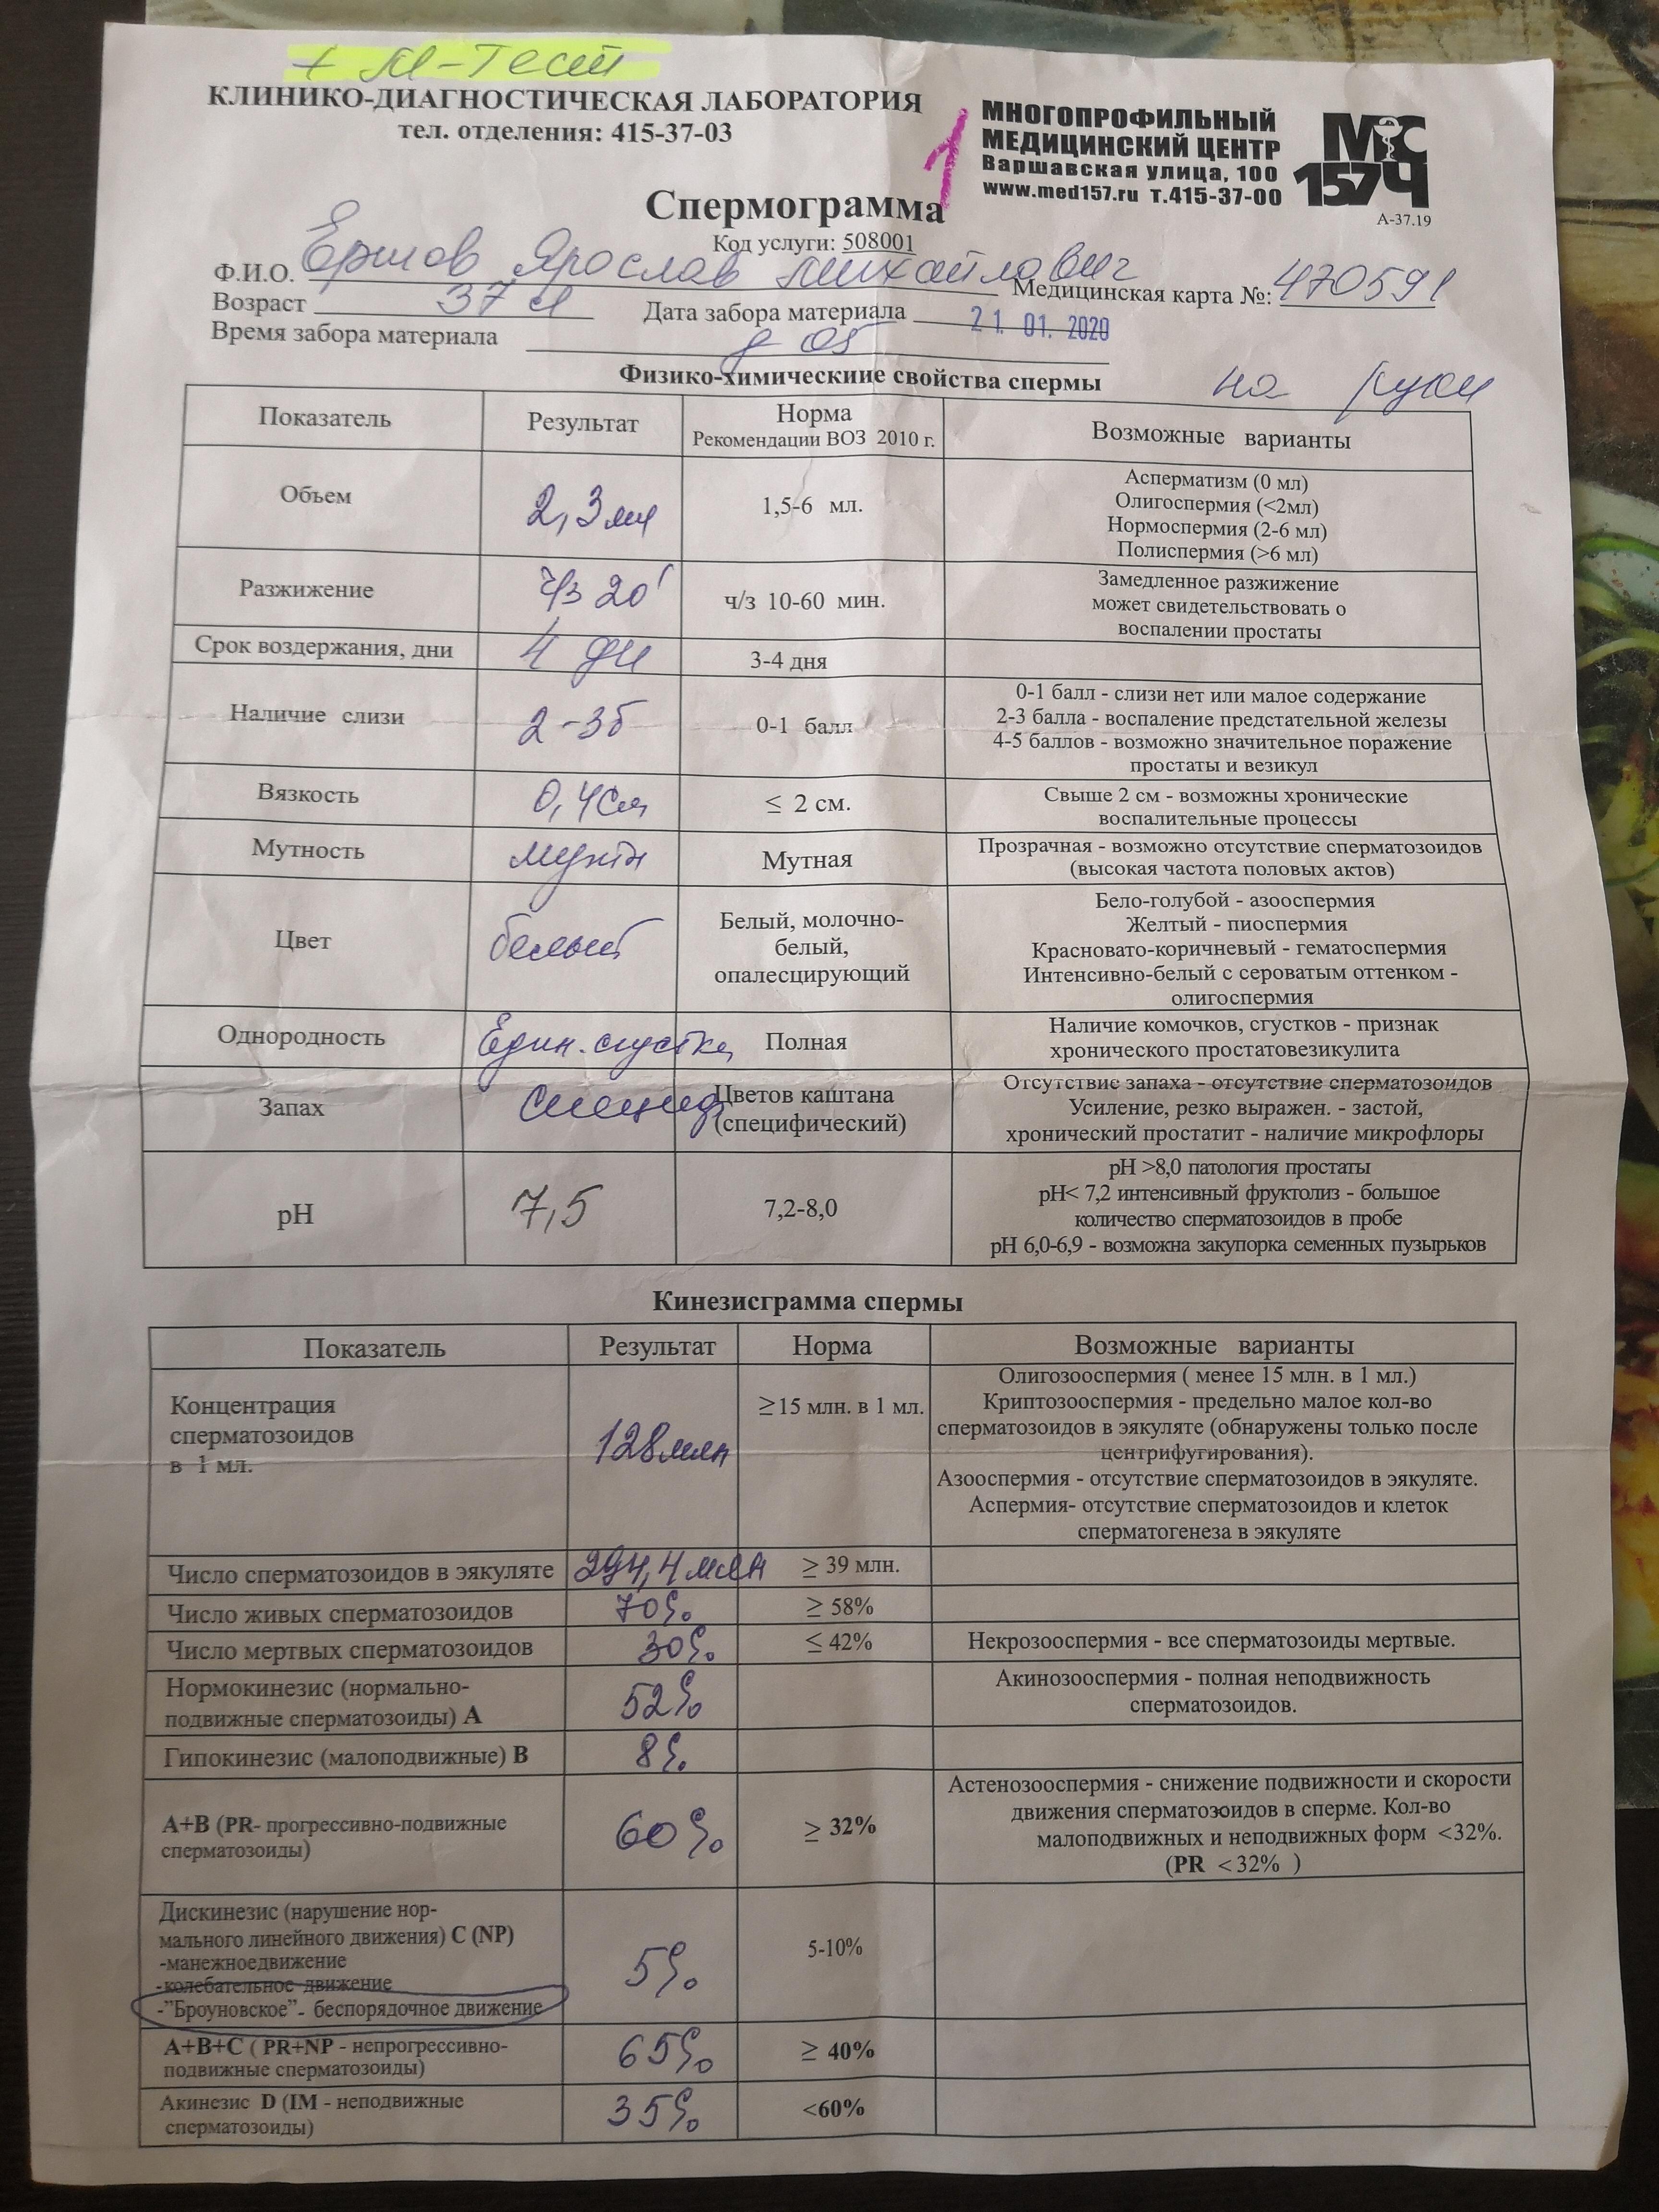 + М-Тест
КЛИНИКО-ДИАГНОСТИЧЕСКАЯ ЛАБОРАТОРИЯ
тел. отделения: 415-37-03
1
МНОГОПРОФИЛЬНЫЙ
МЕДИЦИНСКИЙ ЦЕНТР
Варшавская улица, 100
www.med157.ru т.415-37-00
МСЧ 157
А-37.19
Спермограмма
Код услуги: 508001
Ф.И.О. Ершов Ярослав Михайлович Медицинская карта №: 470591
Возраст 37 Дата забора материала 21. 01. 2020
Время забора материала 05
на руки
Физико-химическиие свойства спермы
Показатель Результат Норма Рекомендации ВОЗ 2010 г. Возможные варианты
Объем 2,3 мл 1,5-6 мл. Асперматизм (0 мл)
Олигоспермия (<2мл)
Нормоспермия (2-6 мл)
Полиспермия (>6 мл)
Разжижение ч/з 20' ч/з 10-60 мин. Замедленное разжижение
может свидетельствовать о
воспалении простаты
Срок воздержания, дни 4 дн 3-4 дня
Наличие слизи 2-3б 0-1 балл 0-1 балл - слизи нет или малое содержание
2-3 балла - воспаление предстательной железы
4-5 баллов - возможно значительное поражение
простаты и везикул
Вязкость 0,4см ≤ 2 см. Свыше 2 см - возможны хронические
воспалительные процессы
Мутность мутн Мутная Прозрачная - возможно отсутствие сперматозоидов
(высокая частота половых актов)
Цвет белый Белый, молочно-
белый,
опалесцирующий
Бело-голубой - азооспермия
Желтый - пиоспермия
Красновато-коричневый - гематоспермия
Интенсивно-белый с сероватым оттенком -
олигоспермия
Однородность Един. сгустки Полная Наличие комочков, сгустков - признак
хронического простатовезикулита
Запах Специф Цветов каштана
(специфический)
Отсутствие запаха - отсутствие сперматозоидов
Усиление, резко выражен. - застой,
хронический простатит - наличие микрофлоры
pH 7,5 7,2-8,0 pH >8,0 патология простаты
pH< 7,2 интенсивный фруктолиз - большое
количество сперматозоидов в пробе
pH 6,0-6,9 - возможна закупорка семенных пузырьков
Кинезисграмма спермы
Показатель Результат Норма Возможные варианты
Концентрация
сперматозоидов
в 1 мл.
128млн ≥15 млн. в 1 мл.
Олигозооспермия ( менее 15 млн. в 1 мл.)
Криптозооспермия - предельно малое кол-во
сперматозоидов в эякуляте (обнаружены только после
центрифугирования).
Азооспермия - отсутствие сперматозоидов в эякуляте.
Аспермия- отсутствие сперматозоидов и клеток
сперматогенеза в эякуляте
Число сперматозоидов в эякуляте 294,4 млн ≥ 39 млн.
Число живых сперматозоидов 70% ≥ 58%
Число мертвых сперматозоидов 30% ≤ 42% Некрозооспермия - все сперматозоиды мертвые.
Нормокинезис (нормально-
подвижные сперматозоиды) А 52% Акинозооспермия - полная неподвижность
сперматозоидов.
Гипокинезис (малоподвижные) В 8%
А+В (PR- прогрессивно-подвижные
сперматозоиды) 60% ≥ 32%
Астенозооспермия - снижение подвижности и скорости
движения сперматозоидов в сперме. Кол-во
малоподвижных и неподвижных форм <32%.
(PR < 32% )
Дискинезис (нарушение нор-
мального линейного движения) С (NP)
-манежноедвижение
-колебательное движение
-"Броуновское"- беспорядочное движение
5% 5-10%
А+В+С ( PR+NP - непрогрессивно-
подвижные сперматозоиды) 65% ≥ 40%
Акинезис D (IM - неподвижные
сперматозоиды) 35% <60%